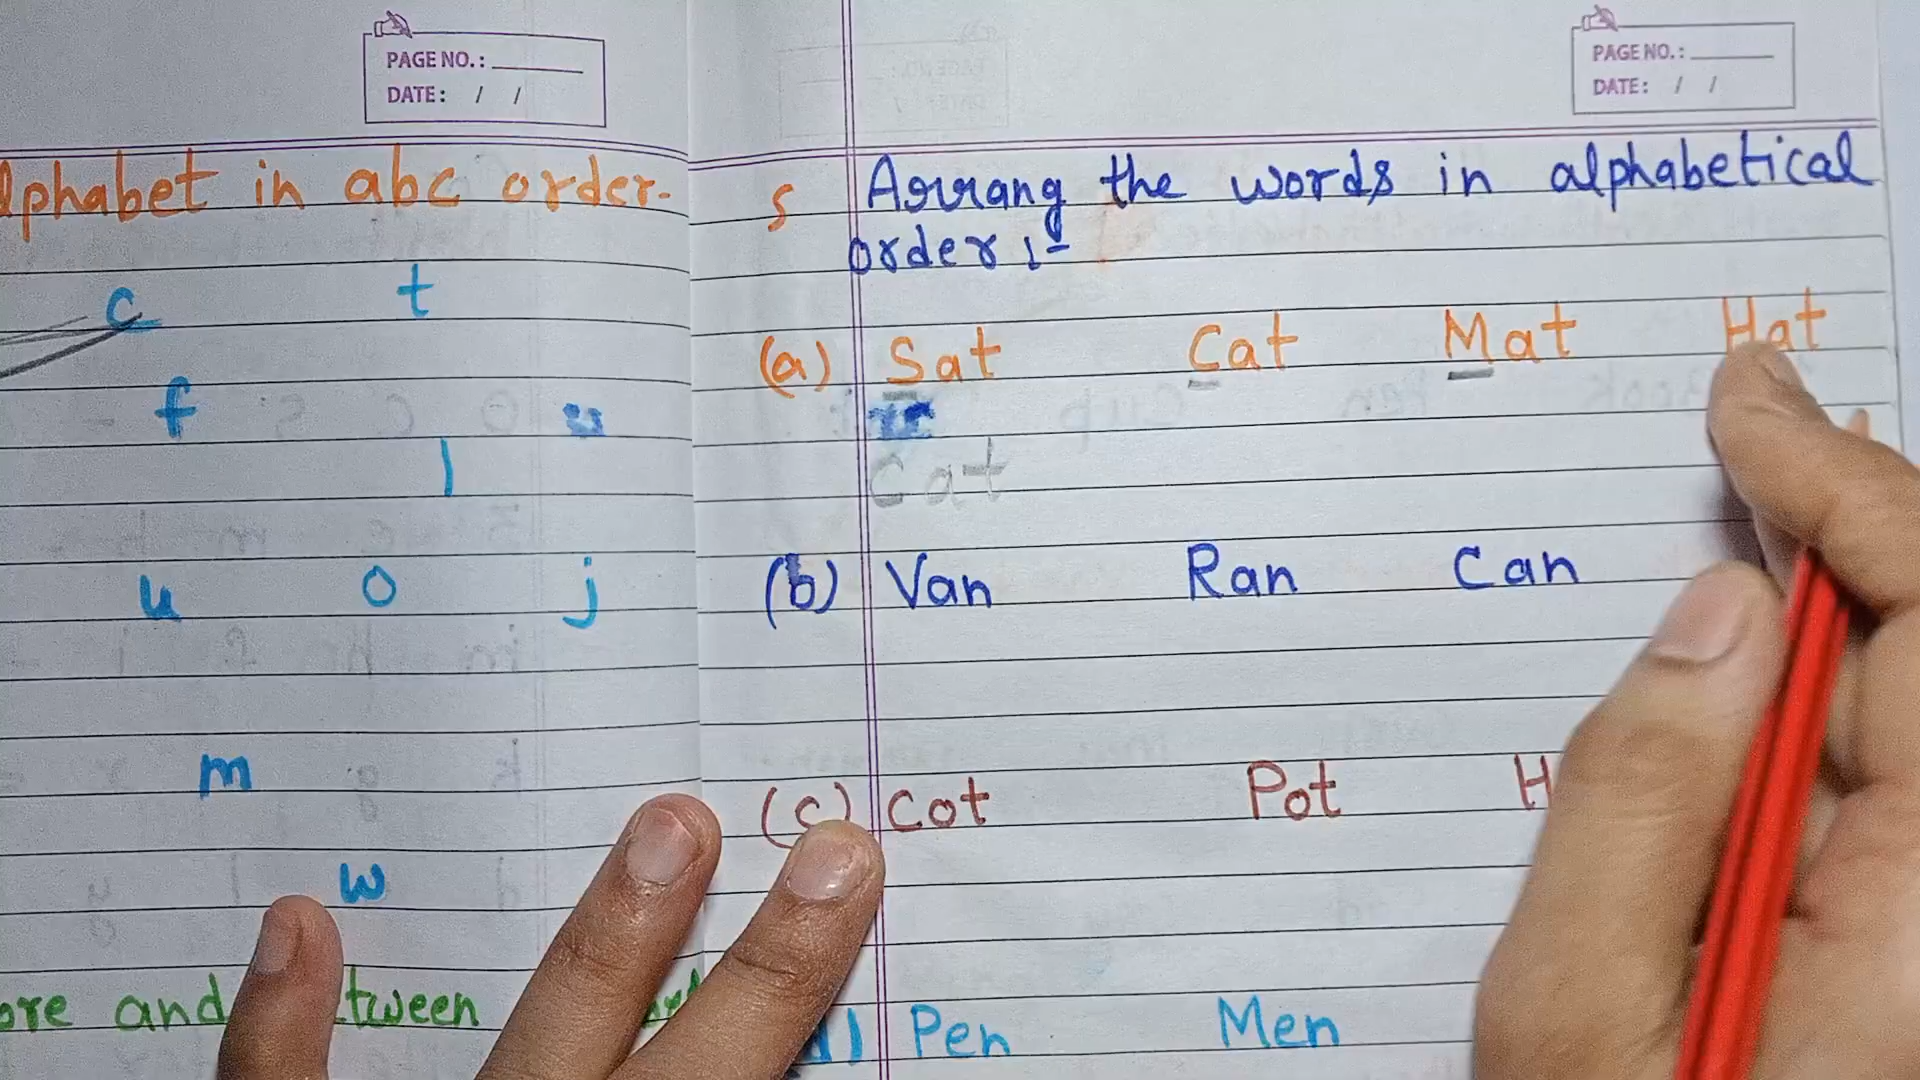 PAGE NO.:
DATE: / /
lphabet in abc order.
c t
f u
l
u o j
m
w
ore and tween
PAGE NO.:
DATE: / /
5 Arrang the words in alphabetical
order :-
(a) Sat Cat Mat Hat
Cat
(b) Van Ran Can
(c) Cot Pot H
Pen Men